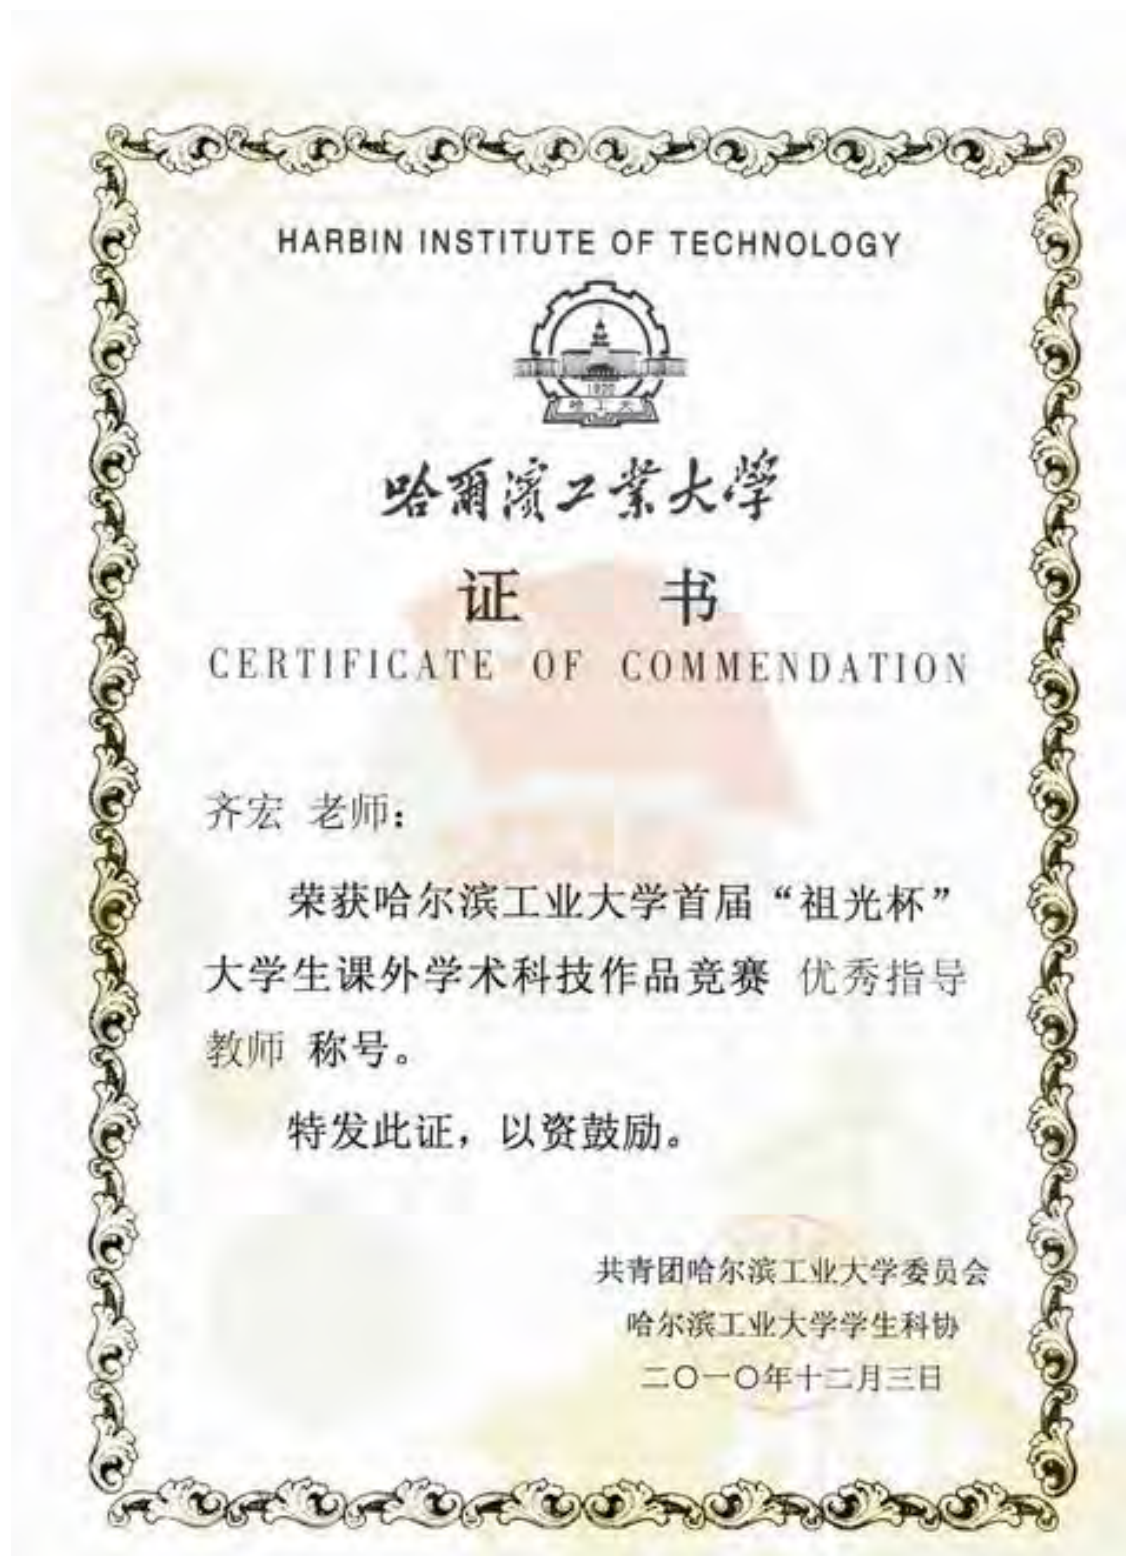 HARBIN INSTITUTE OF TECHNOLOGY
1920
哈工大
哈爾濱工業大學
证 书
CERTIFICATE OF COMMENDATION
齐宏 老师：
荣获哈尔滨工业大学首届“祖光杯”
大学生课外学术科技作品竞赛 优秀指导
教师 称号。
特发此证，以资鼓励。
共青团哈尔滨工业大学委员会
哈尔滨工业大学学生科协
二〇一〇年十二月三日